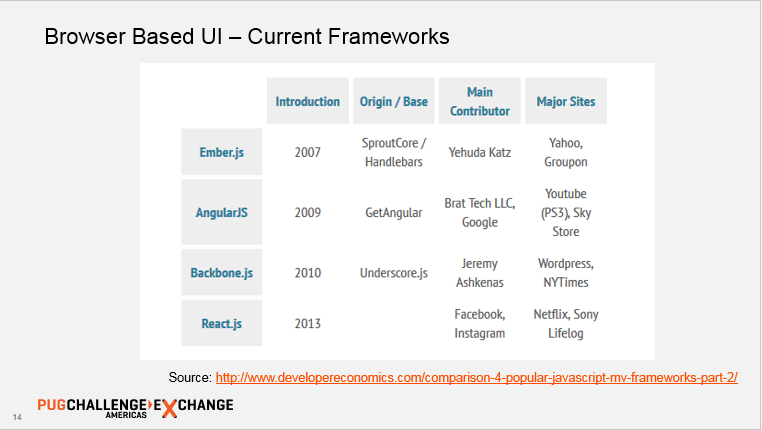 Browser Based UI – Current Frameworks
Introduction
Origin / Base
Main
Contributor
Major Sites
Ember.js
2007
SproutCore /
Handlebars
Yehuda Katz
Yahoo,
Groupon
AngularJS
2009
GetAngular
Brat Tech LLC,
Google
Youtube
(PS3), Sky
Store
Backbone.js
2010
Underscore.js
Jeremy
Ashkenas
Wordpress,
NYTimes
React.js
2013
Facebook,
Instagram
Netflix, Sony
Lifelog
Source: http://www.developereconomics.com/comparison-4-popular-javascript-mv-frameworks-part-2/
14
PUGCHALLENGE EXCHANGE
AMERICAS